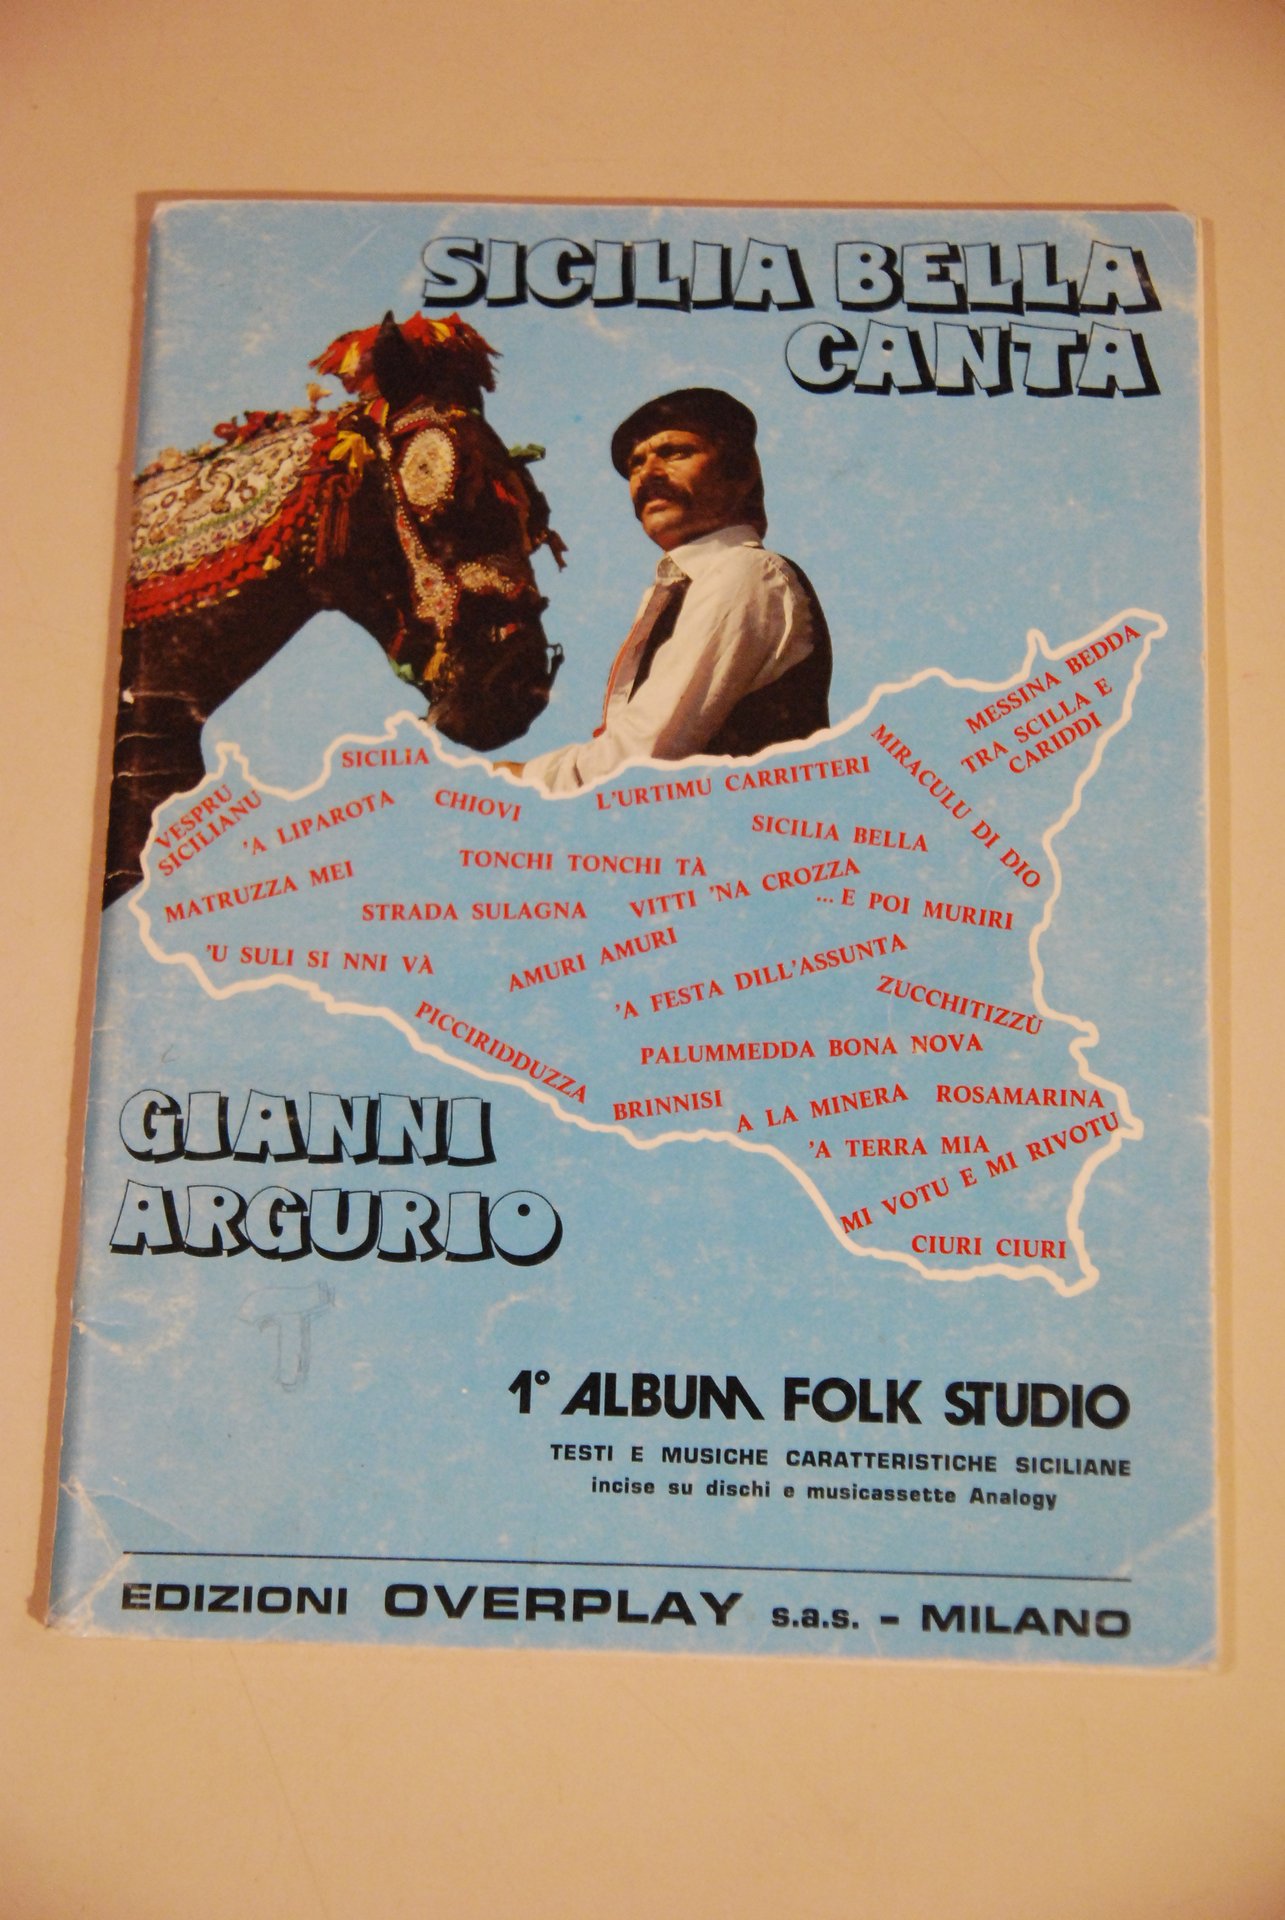 SICILIA BELLA
CANTA
MESSINA BEDDA
TRA SCILLA E
CARIDDI
MIRACULU DI DIO
SICILIA
L'URTIMU CARRITTERI
VESPRU
SICILIANU
'A LIPAROTA
CHIOVI
SICILIA BELLA
TONCHI TONCHI TÀ
MATRUZZA MEI
STRADA SULAGNA
VITTI 'NA CROZZA
...E POI MURIRI
'U SULI SI NNI VÀ
AMURI AMURI
'A FESTA DILL'ASSUNTA
ZUCCHITIZZÙ
PICCIRIDDUZZA
PALUMMEDDA BONA NOVA
BRINNISI
A LA MINERA
ROSAMARINA
'A TERRA MIA
MI VOTU E MI RIVOTU
CIURI CIURI
GIANNI
ARGURIO
T
1° ALBUM FOLK STUDIO
TESTI E MUSICHE CARATTERISTICHE SICILIANE
incise su dischi e musicassette Analogy
EDIZIONI OVERPLAY s.a.s. - MILANO